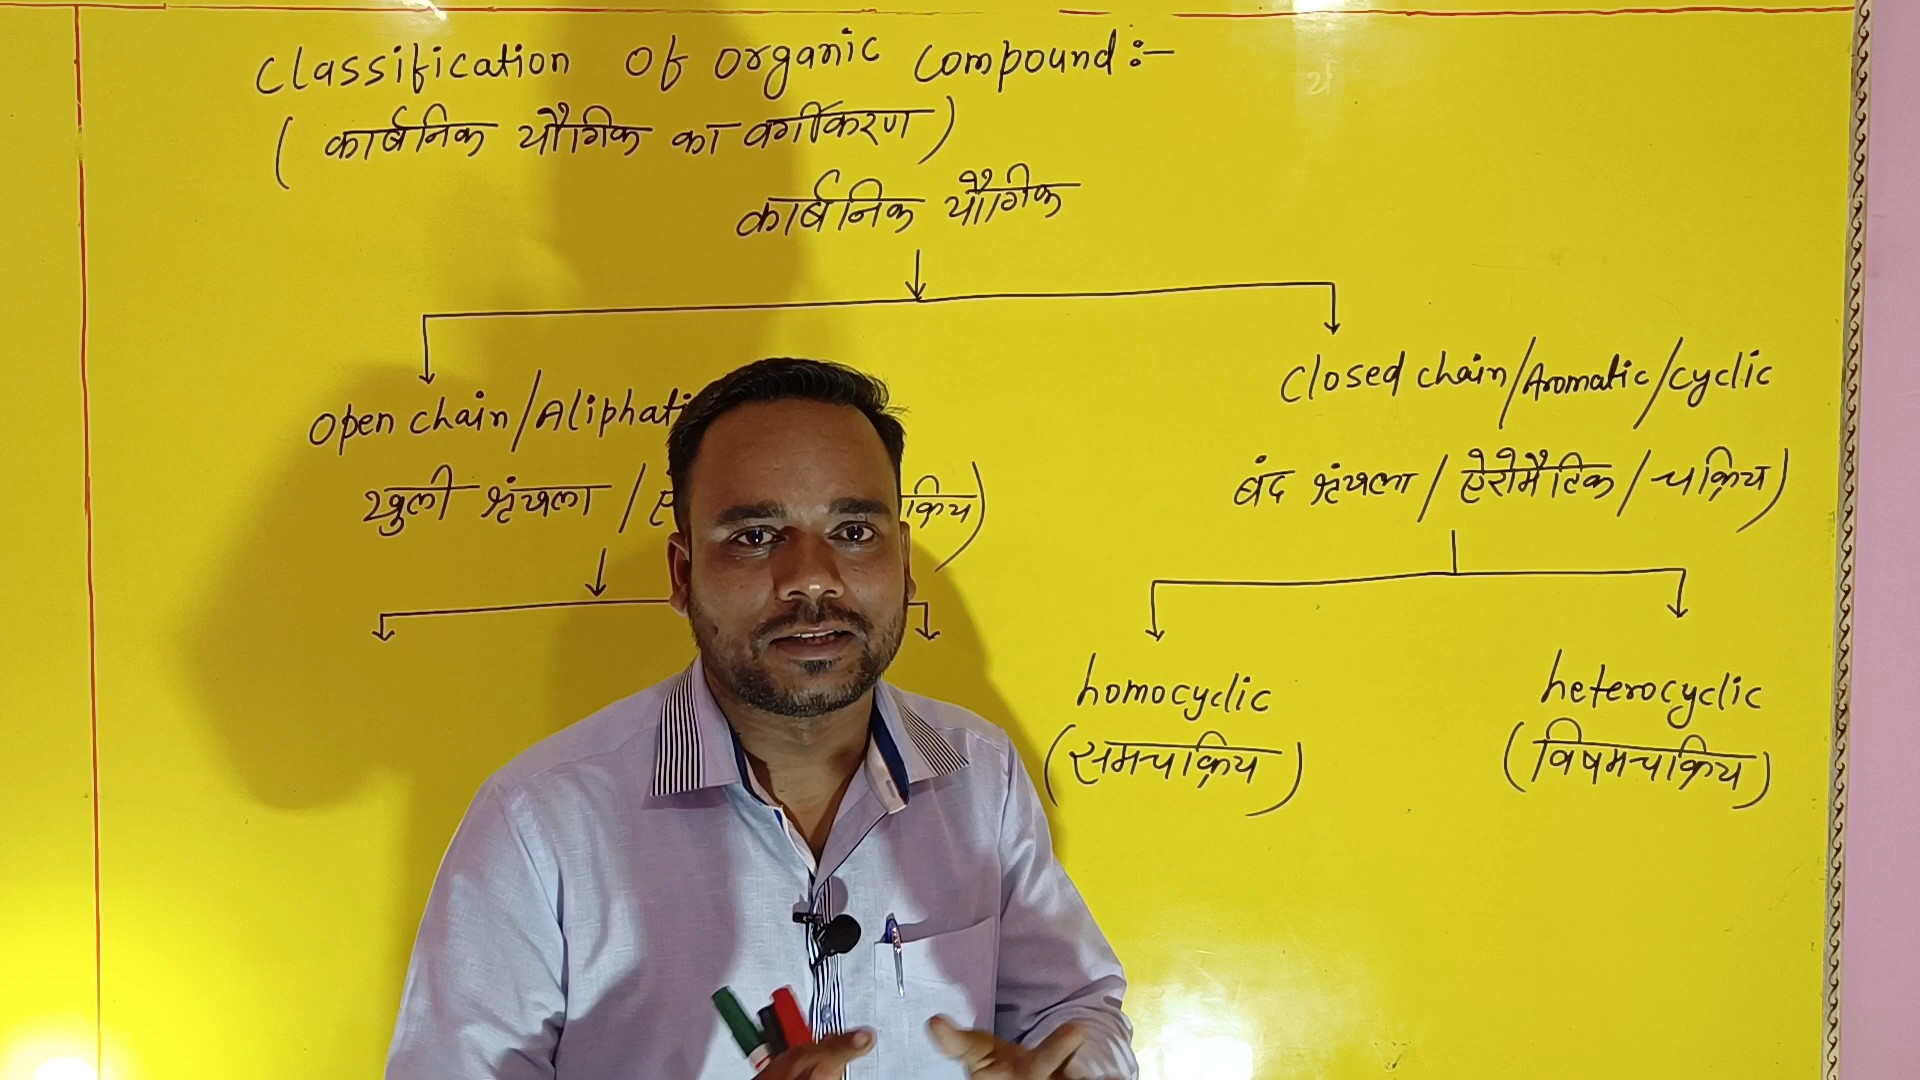 Classification of organic compound:-
(कार्बनिक यौगिक का वर्गीकरण)
कार्बनिक यौगिक
Open chain/Aliphati
Closed chain/Aromatic/cyclic
खुली श्रृंखला /
क्रिय)
बंद श्रृंखला / ऐरोमैटिक / चक्रिय)
homocyclic
heterocyclic
(समचक्रिय)
(विषमचक्रिय)